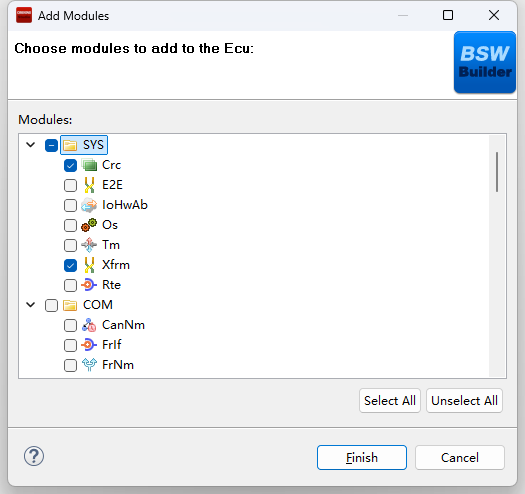 Add Modules
Choose modules to add to the Ecu:
BSW
Builder
Modules:
SYS
Crc
E2E
IoHwAb
Os
Tm
Xfrm
Rte
COM
CanNm
FrIf
FrNm
Select All
Unselect All
?
Finish
Cancel